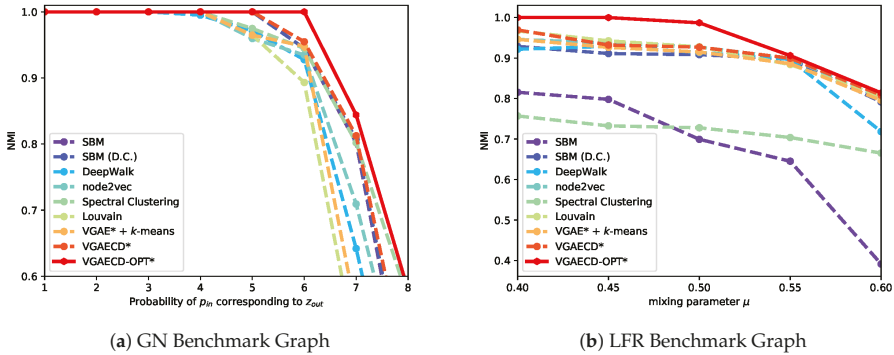 NMI
1.0
0.9
0.8
0.7
0.6
SBM
SBM (D.C.)
DeepWalk
node2vec
Spectral Clustering
Louvain
VGAE* + k-means
VGAECD*
VGAECD-OPT*
1 2 3 4 5 6 7 8
Probability of p_in corresponding to z_out
(a) GN Benchmark Graph
NMI
1.0
0.9
0.8
0.7
0.6
0.5
0.4
SBM
SBM (D.C.)
DeepWalk
node2vec
Spectral Clustering
Louvain
VGAE* + k-means
VGAECD*
VGAECD-OPT*
0.40 0.45 0.50 0.55 0.60
mixing parameter μ
(b) LFR Benchmark Graph